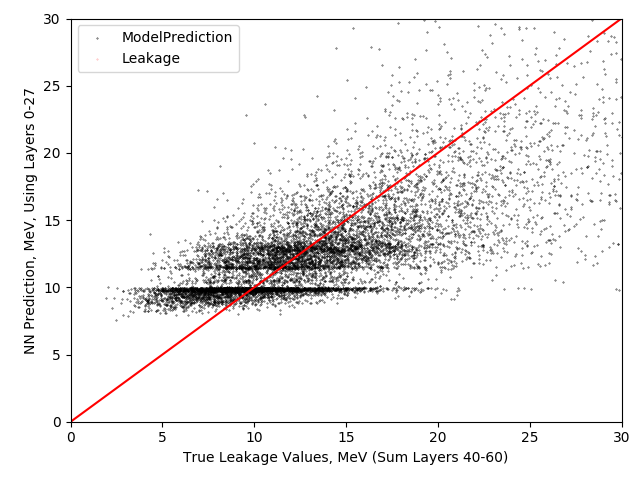 30
25
20
15
10
5
0
NN Prediction, MeV, Using Layers 0-27
ModelPrediction
Leakage
0 5 10 15 20 25 30
True Leakage Values, MeV (Sum Layers 40-60)